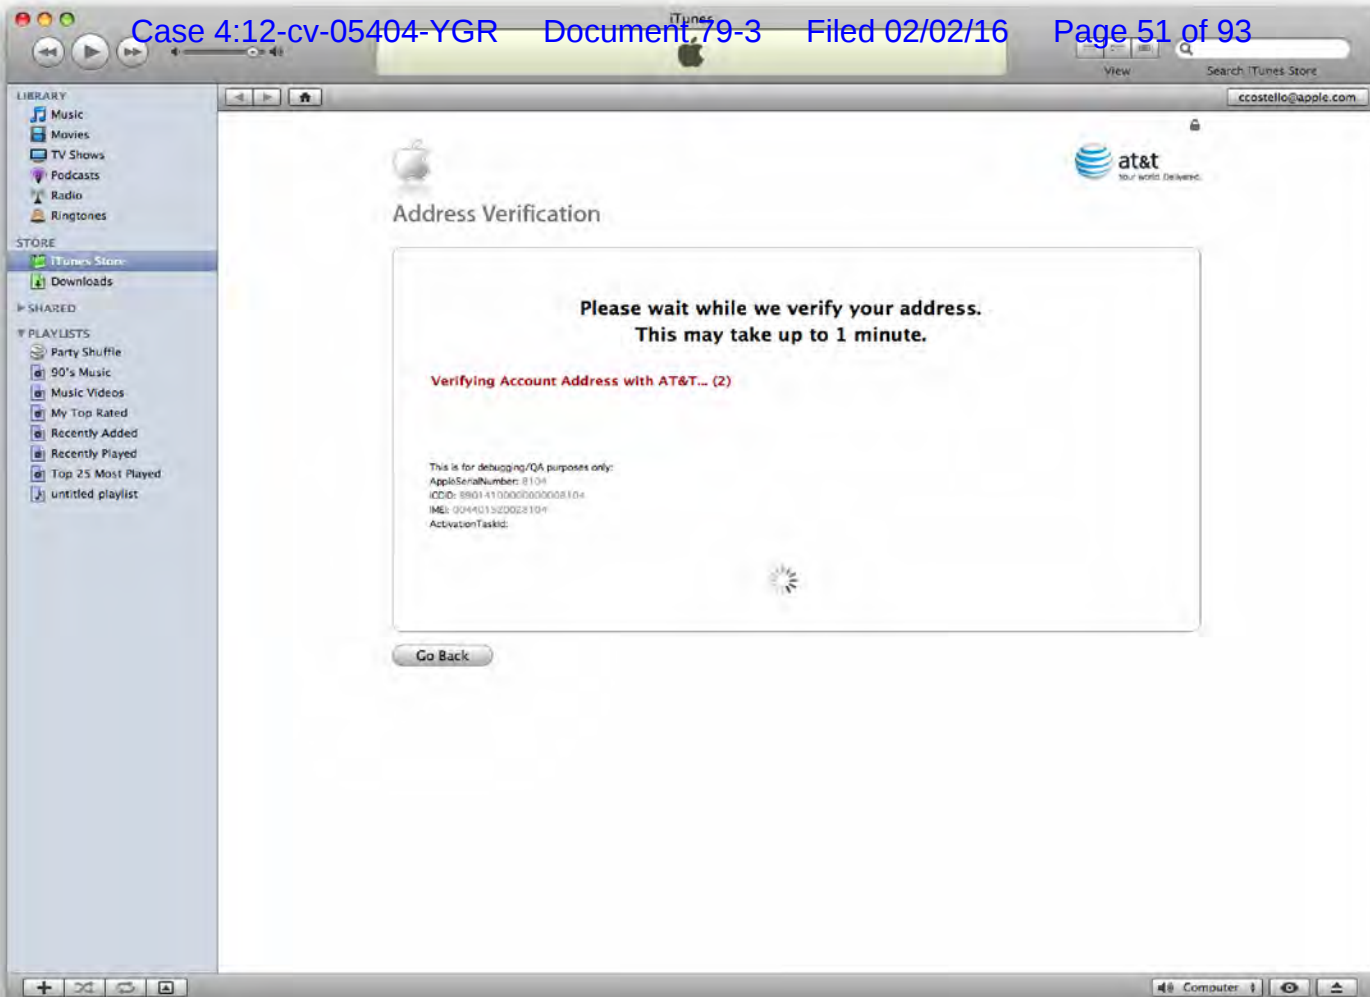 iTunes
Case 4:12-cv-05404-YGR Document 79-3 Filed 02/02/16 Page 51 of 93
View
Search iTunes Store
ccostello@apple.com
LIBRARY
Music
Movies
TV Shows
Podcasts
Radio
Ringtones
STORE
iTunes Store
Downloads
SHARED
PLAYLISTS
Party Shuffle
90's Music
Music Videos
My Top Rated
Recently Added
Recently Played
Top 25 Most Played
untitled playlist
at&t
Your world. Delivered.
Address Verification
Please wait while we verify your address.
This may take up to 1 minute.
Verifying Account Address with AT&T... (2)
This is for debugging/QA purposes only:
AppleSerialNumber: 8104
ICCID:
IMEI: 004401520028104
ActivationTaskId:
Go Back
Computer